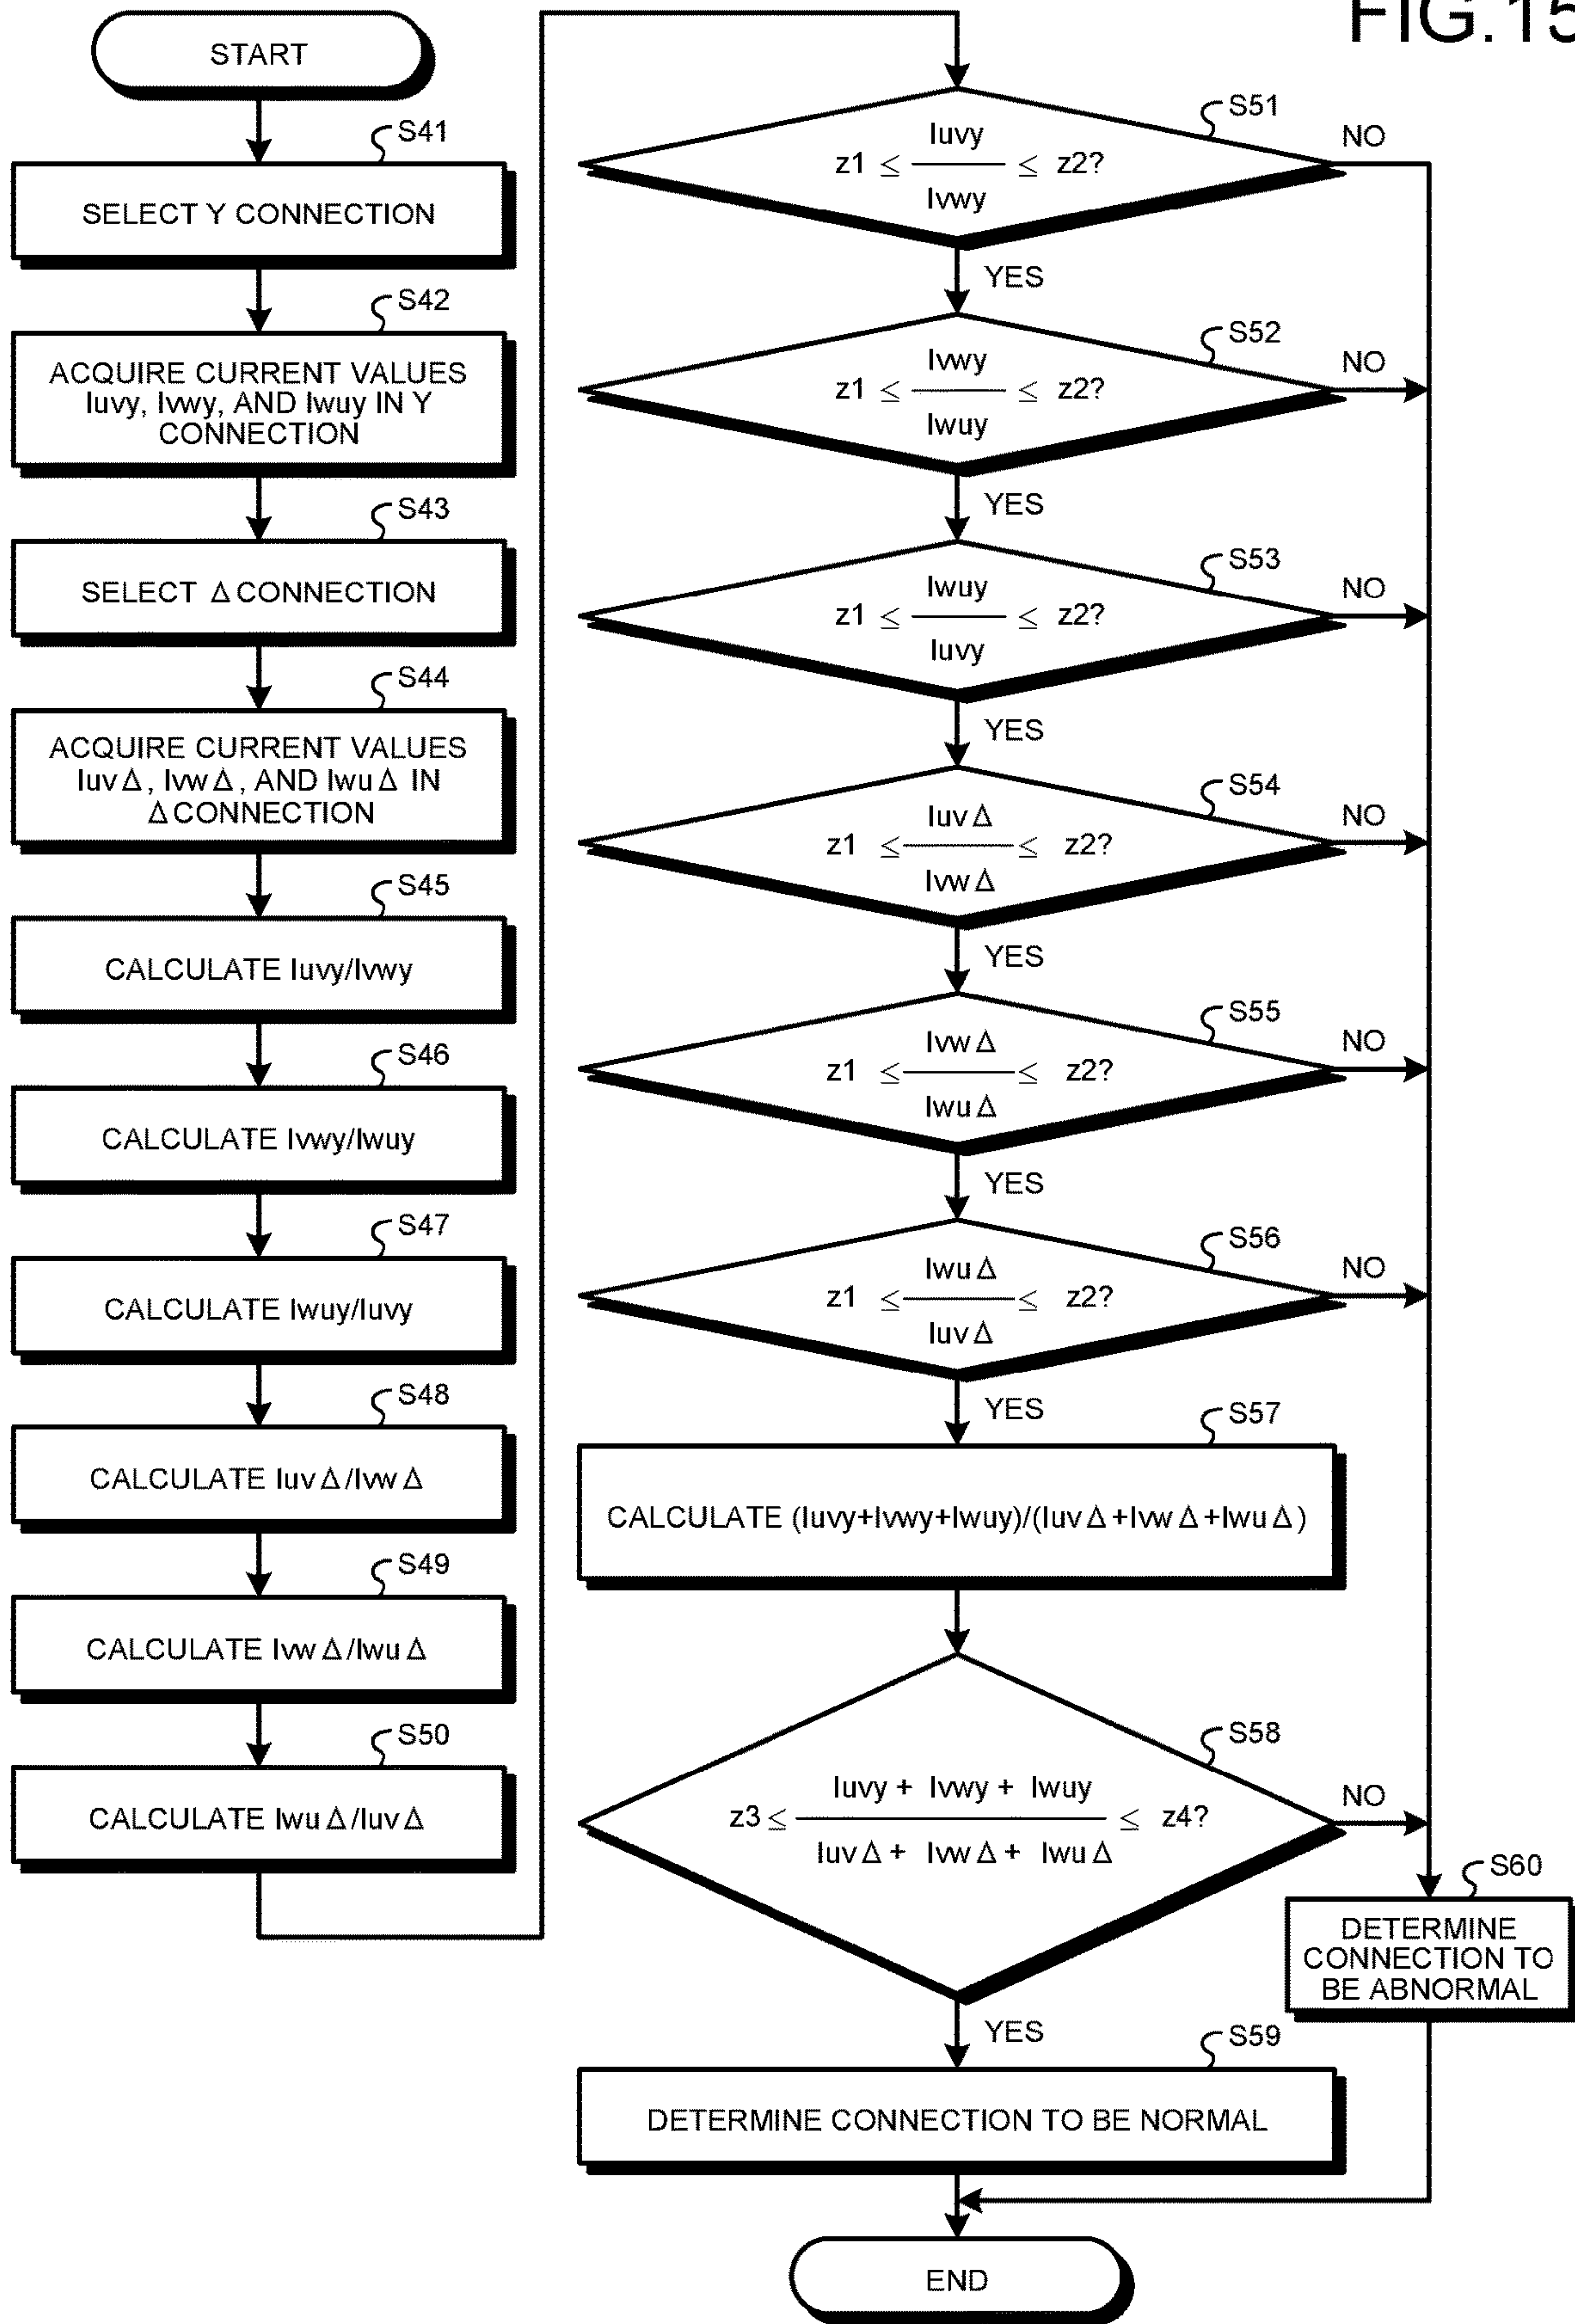 FIG.15
START
S41
SELECT Y CONNECTION
S42
ACQUIRE CURRENT VALUES
Iuvy, Ivwy, AND Iwuy IN Y
CONNECTION
S43
SELECT Δ CONNECTION
S44
ACQUIRE CURRENT VALUES
IuvΔ, IvwΔ, AND IwuΔ IN
Δ CONNECTION
S45
CALCULATE Iuvy/Ivwy
S46
CALCULATE Ivwy/Iwuy
S47
CALCULATE Iwuy/Iuvy
S48
CALCULATE IuvΔ/IvwΔ
S49
CALCULATE IvwΔ/IwuΔ
S50
CALCULATE IwuΔ/IuvΔ
S51
Iuvy
z1 ≤ ≤ z2?
Ivwy
NO
YES
S52
Ivwy
z1 ≤ ≤ z2?
Iwuy
NO
YES
S53
Iwuy
z1 ≤ ≤ z2?
Iuvy
NO
YES
S54
IuvΔ
z1 ≤ ≤ z2?
IvwΔ
NO
YES
S55
IvwΔ
z1 ≤ ≤ z2?
IwuΔ
NO
YES
S56
IwuΔ
z1 ≤ ≤ z2?
IuvΔ
NO
YES
S57
CALCULATE (Iuvy+Ivwy+Iwuy)/(IuvΔ+IvwΔ+IwuΔ)
S58
Iuvy + Ivwy + Iwuy
z3 ≤ ≤ z4?
IuvΔ + IvwΔ + IwuΔ
NO
YES
S59
DETERMINE CONNECTION TO BE NORMAL
S60
DETERMINE
CONNECTION TO
BE ABNORMAL
END